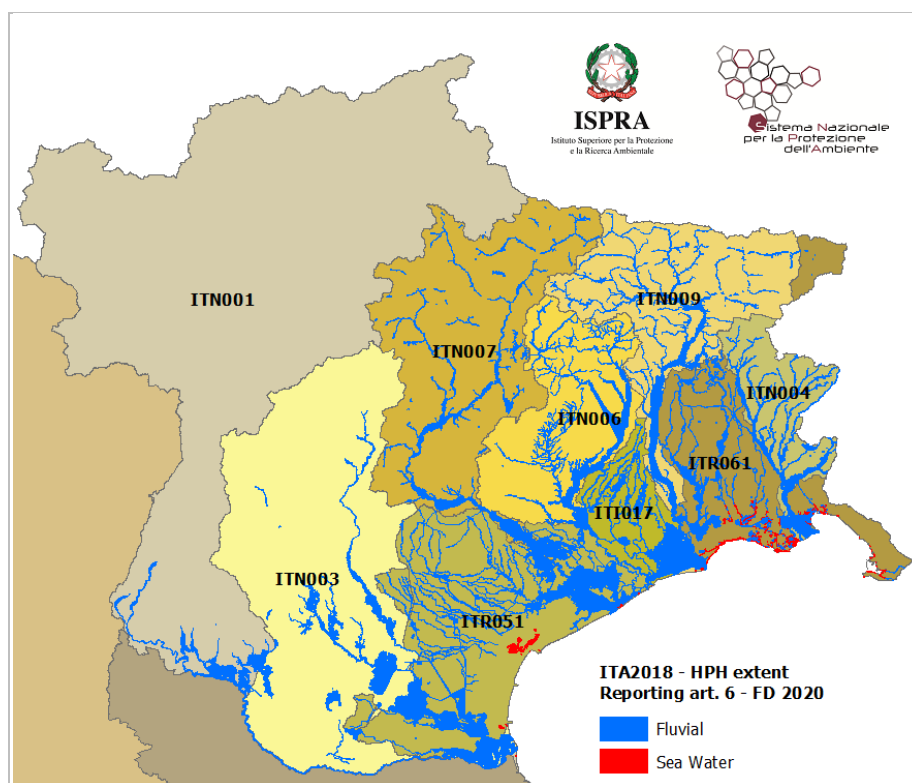 ISPRA
Istituto Superiore per la Protezione
e la Ricerca Ambientale
Sistema Nazionale
per la Protezione
dell'Ambiente
ITN001
ITN009
ITN007
ITN004
ITN006
ITR061
ITI017
ITN003
ITR051
ITA2018 - HPH extent
Reporting art. 6 - FD 2020
Fluvial
Sea Water